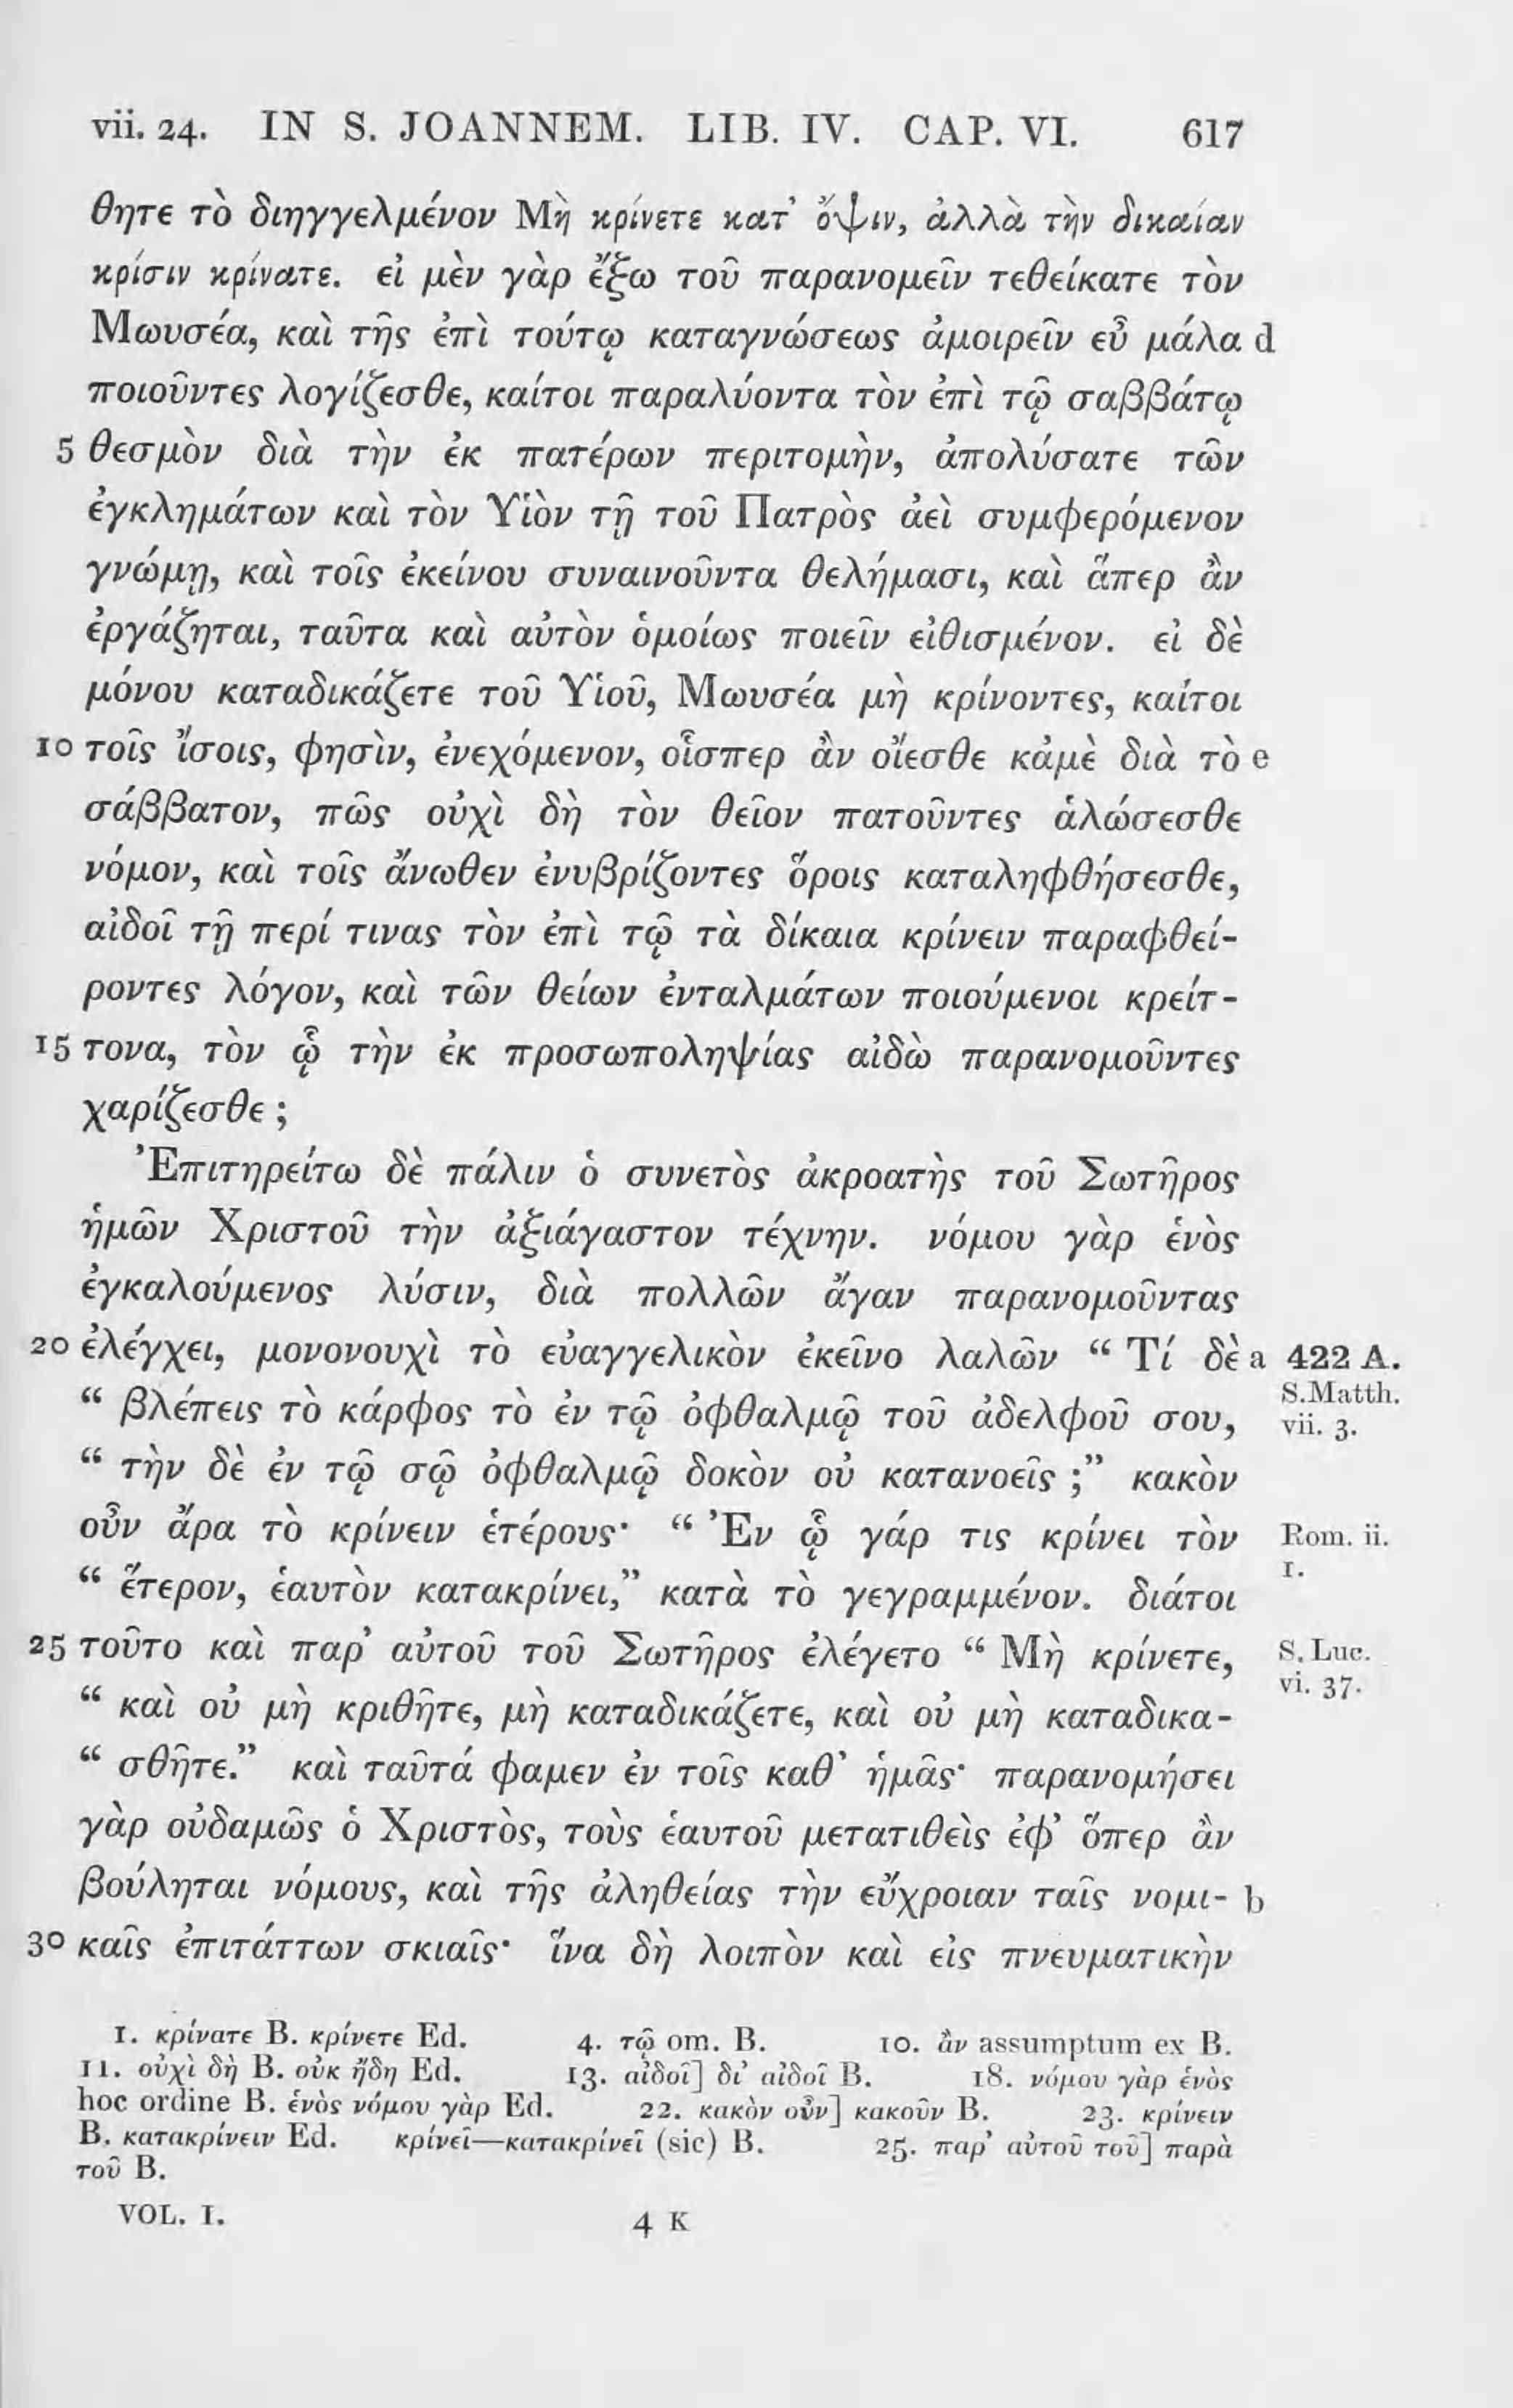 vii. 24. IN S. JOANNEM. LIB. IV. CAP. VI. 617
θητε τὸ διηγγελμένον Μὴ κρίνετε κατ' ὄψιν, ἀλλὰ τὴν δικαίαν
κρίσιν κρίνατε. εἰ μὲν γὰρ ἔξω τοῦ παρανομεῖν τεθείκατε τὸν
Μωυσέα, καὶ τῆς ἐπὶ τούτῳ καταγνώσεως ἀμοιρεῖν εὖ μάλα d
ποιοῦντες λογίζεσθε, καίτοι παραλύοντα τὸν ἐπὶ τῷ σαββάτῳ
5 θεσμὸν διὰ τὴν ἐκ πατέρων περιτομὴν, ἀπολύσατε τῶν
ἐγκλημάτων καὶ τὸν Υἱὸν τῇ τοῦ Πατρὸς ἀεὶ συμφερόμενον
γνώμῃ, καὶ τοῖς ἐκείνου συναινοῦντα θελήμασι, καὶ ἅπερ ἂν
ἐργάζηται, ταῦτα καὶ αὐτὸν ὁμοίως ποιεῖν εἰθισμένον. εἰ δὲ
μόνου καταδικάζετε τοῦ Υἱοῦ, Μωυσέα μὴ κρίνοντες, καίτοι
10 τοῖς ἴσοις, φησὶν, ἐνεχόμενον, οἷσπερ ἂν οἴεσθε κἀμὲ διὰ τὸ e
σάββατον, πῶς οὐχὶ δὴ τὸν θεῖον πατοῦντες ἁλώσεσθε
νόμον, καὶ τοῖς ἄνωθεν ἐνυβρίζοντες ὅροις καταληφθήσεσθε,
αἰδοῖ τῇ περί τινας τὸν ἐπὶ τῷ τὰ δίκαια κρίνειν παραφθεί-
ροντες λόγον, καὶ τῶν θείων ἐνταλμάτων ποιούμενοι κρείτ-
15 τονα, τὸν ᾧ τὴν ἐκ προσωποληψίας αἰδὼ παρανομοῦντες
χαρίζεσθε ;
Ἐπιτηρείτω δὲ πάλιν ὁ συνετὸς ἀκροατὴς τοῦ Σωτῆρος
ἡμῶν Χριστοῦ τὴν ἀξιάγαστον τέχνην. νόμου γὰρ ἑνὸς
ἐγκαλούμενος λύσιν, διὰ πολλῶν ἄγαν παρανομοῦντας
20 ἐλέγχει, μονονουχὶ τὸ εὐαγγελικὸν ἐκεῖνο λαλῶν “ Τί δὲ a 422 A.
“ βλέπεις τὸ κάρφος τὸ ἐν τῷ ὀφθαλμῷ τοῦ ἀδελφοῦ σου, S. Matth. vii. 3.
“ τὴν δὲ ἐν τῷ σῷ ὀφθαλμῷ δοκὸν οὐ κατανοεῖς ;” κακὸν
οὖν ἄρα τὸ κρίνειν ἑτέρους· “ Ἐν ᾧ γάρ τις κρίνει τὸν Rom. ii.
“ ἕτερον, ἑαυτὸν κατακρίνει,” κατὰ τὸ γεγραμμένον. διάτοι 1.
25 τοῦτο καὶ παρ' αὐτοῦ τοῦ Σωτῆρος ἐλέγετο “ Μὴ κρίνετε, S. Luc.
“ καὶ οὐ μὴ κριθῆτε, μὴ καταδικάζετε, καὶ οὐ μὴ καταδικα- vi. 37.
“ σθῆτε.” καὶ ταῦτά φαμεν ἐν τοῖς καθ' ἡμᾶς· παρανομήσει
γὰρ οὐδαμῶς ὁ Χριστὸς, τοὺς ἑαυτοῦ μετατιθεὶς ἐφ' ὅπερ ἂν
βούληται νόμους, καὶ τῆς ἀληθείας τὴν εὔχροιαν ταῖς νομι- b
30 καῖς ἐπιτάττων σκιαῖς· ἵνα δὴ λοιπὸν καὶ εἰς πνευματικὴν
1. κρίνατε B. κρίνετε Ed. 4. τῷ om. B. 10. ἂν assumptum ex B.
11. οὐχὶ δὴ B. οὐκ ἤδη Ed. 13. αἰδοῖ] δι' αἰδοῖ B. 18. νόμου γὰρ ἑνὸς
hoc ordine B. ἑνὸς νόμου γὰρ Ed. 22. κακὸν οὖν] κακοῦν B. 23. κρίνειν
B. κατακρίνειν Ed. κρίνεῖ—κατακρίνεῖ (sic) B. 25. παρ' αὐτοῦ τοῦ] παρὰ
τοῦ B.
VOL. I. 4 K